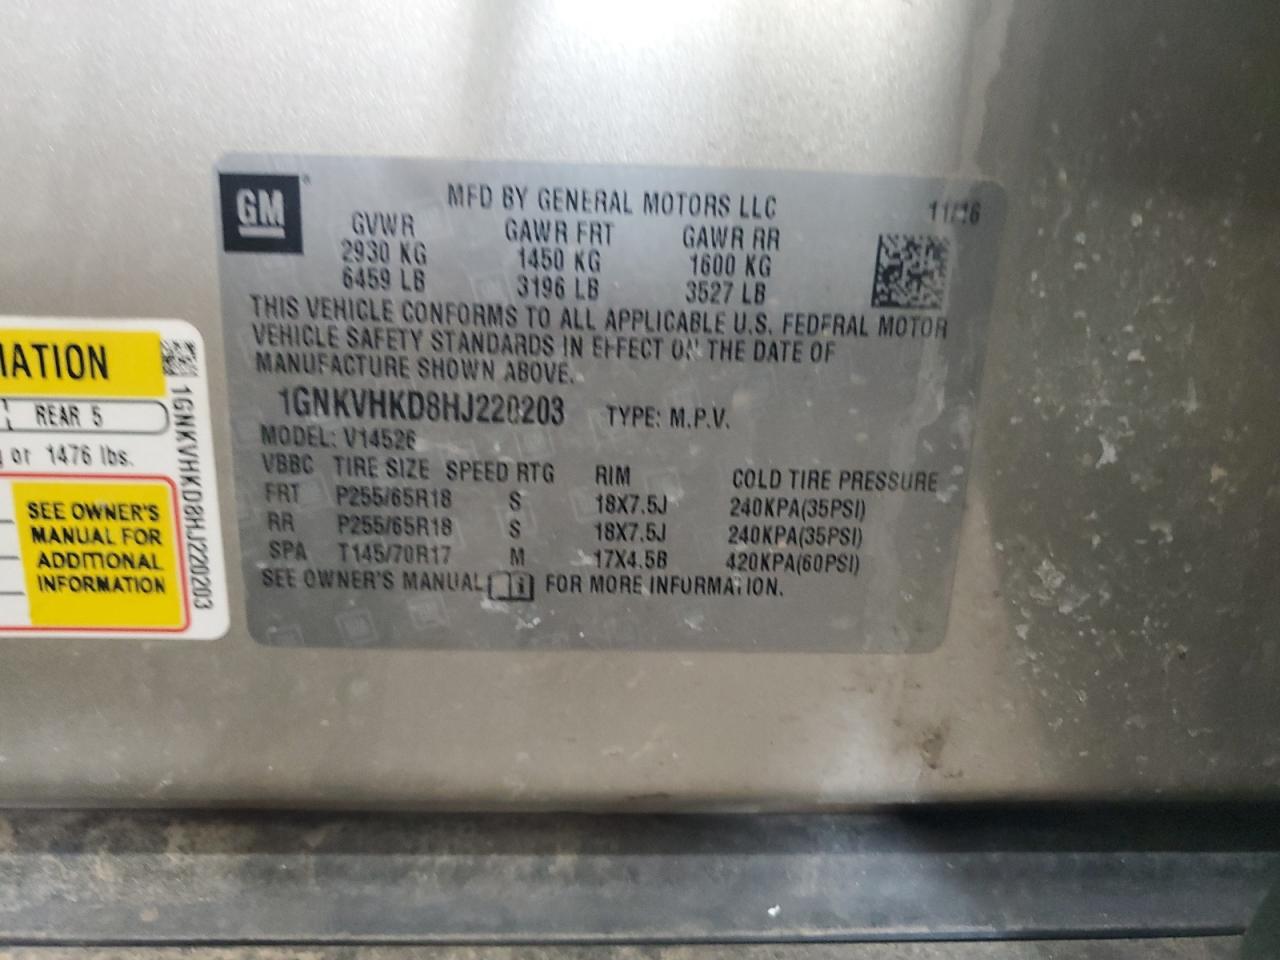 GM
MFD BY GENERAL MOTORS LLC
11/16
GVWR GAWR FRT GAWR RR
2930 KG 1450 KG 1600 KG
6459 LB 3196 LB 3527 LB
THIS VEHICLE CONFORMS TO ALL APPLICABLE U.S. FEDERAL MOTOR
VEHICLE SAFETY STANDARDS IN EFFECT ON THE DATE OF
MANUFACTURE SHOWN ABOVE.
1GNKVHKD8HJ220203 TYPE: M.P.V.
MODEL: V14526
VBBC TIRE SIZE SPEED RTG RIM COLD TIRE PRESSURE
FRT P255/65R18 S 18X7.5J 240KPA(35PSI)
RR P255/65R18 S 18X7.5J 240KPA(35PSI)
SPA T145/70R17 M 17X4.5B 420KPA(60PSI)
SEE OWNER'S MANUAL FOR MORE INFORMATION.
MATION
REAR 5
or 1476 lbs.
SEE OWNER'S
MANUAL FOR
ADDITIONAL
INFORMATION
1GNKVHKD8HJ220203